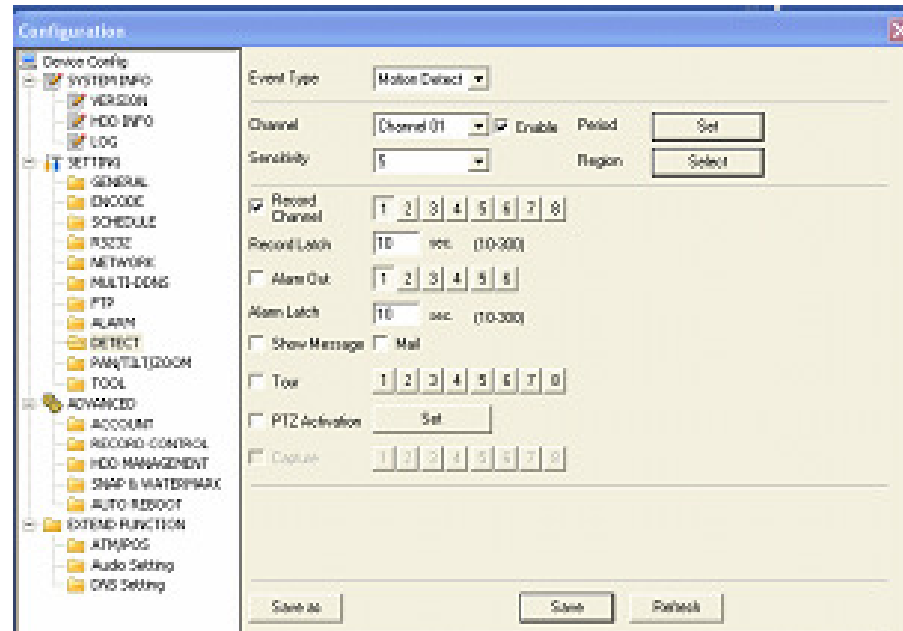 Configuration
Device Config
SYSTEM INFO
VERSION
HDD INFO
LOG
SETTING
GENERAL
ENCODE
SCHEDULE
RS232
NETWORK
MULTI-DDNS
FTP
ALARM
DETECT
PAN/TILT/ZOOM
TOOL
ADVANCED
ACCOUNT
RECORD CONTROL
HDD MANAGEMENT
SNAP & WATERMARK
AUTO REBOOT
EXTEND FUNCTION
ATM/POS
Audio Setting
DNS Setting
Event Type Motion Detect
Channel Channel 01 Enable Period Set
Sensitivity 5 Region Select
Record Channel 1 2 3 4 5 6 7 8
Record Latch 10 sec. (10-300)
Alarm Out 1 2 3 4 5 6
Alarm Latch 10 sec. (10-300)
Show Message Mail
Tour 1 2 3 4 5 6 7 8
PTZ Activation Set
Capture 1 2 3 4 5 6 7 8
Save as Save Refresh